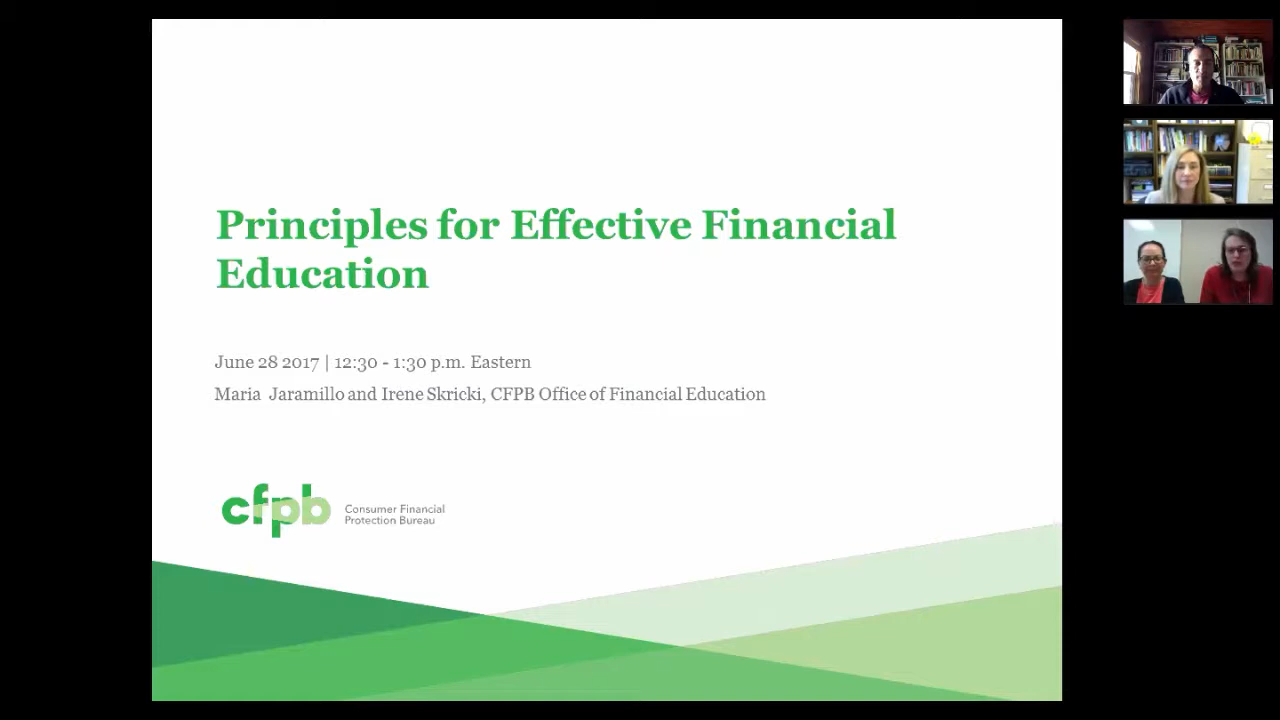 Principles for Effective Financial
Education
June 28 2017 | 12:30 - 1:30 p.m. Eastern
Maria Jaramillo and Irene Skricki, CFPB Office of Financial Education
cfpb
Consumer Financial
Protection Bureau